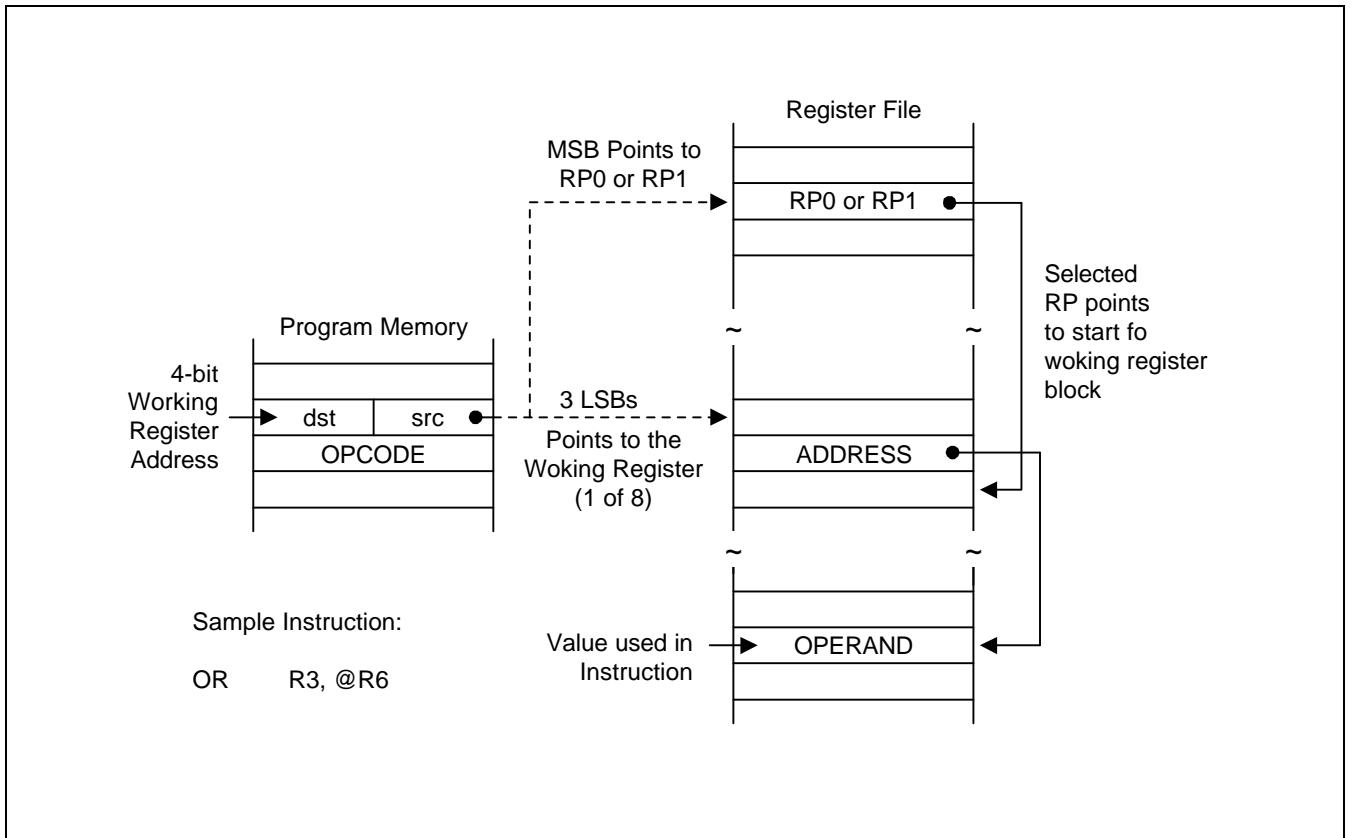 Register File
MSB Points to
RP0 or RP1
RP0 or RP1
Selected
RP points
to start fo
woking register
block
~
~
Program Memory
4-bit
Working
Register
Address
dst
src
OPCODE
3 LSBs
Points to the
Woking Register
(1 of 8)
ADDRESS
~
~
Sample Instruction:
OR R3, @R6
Value used in
Instruction
OPERAND